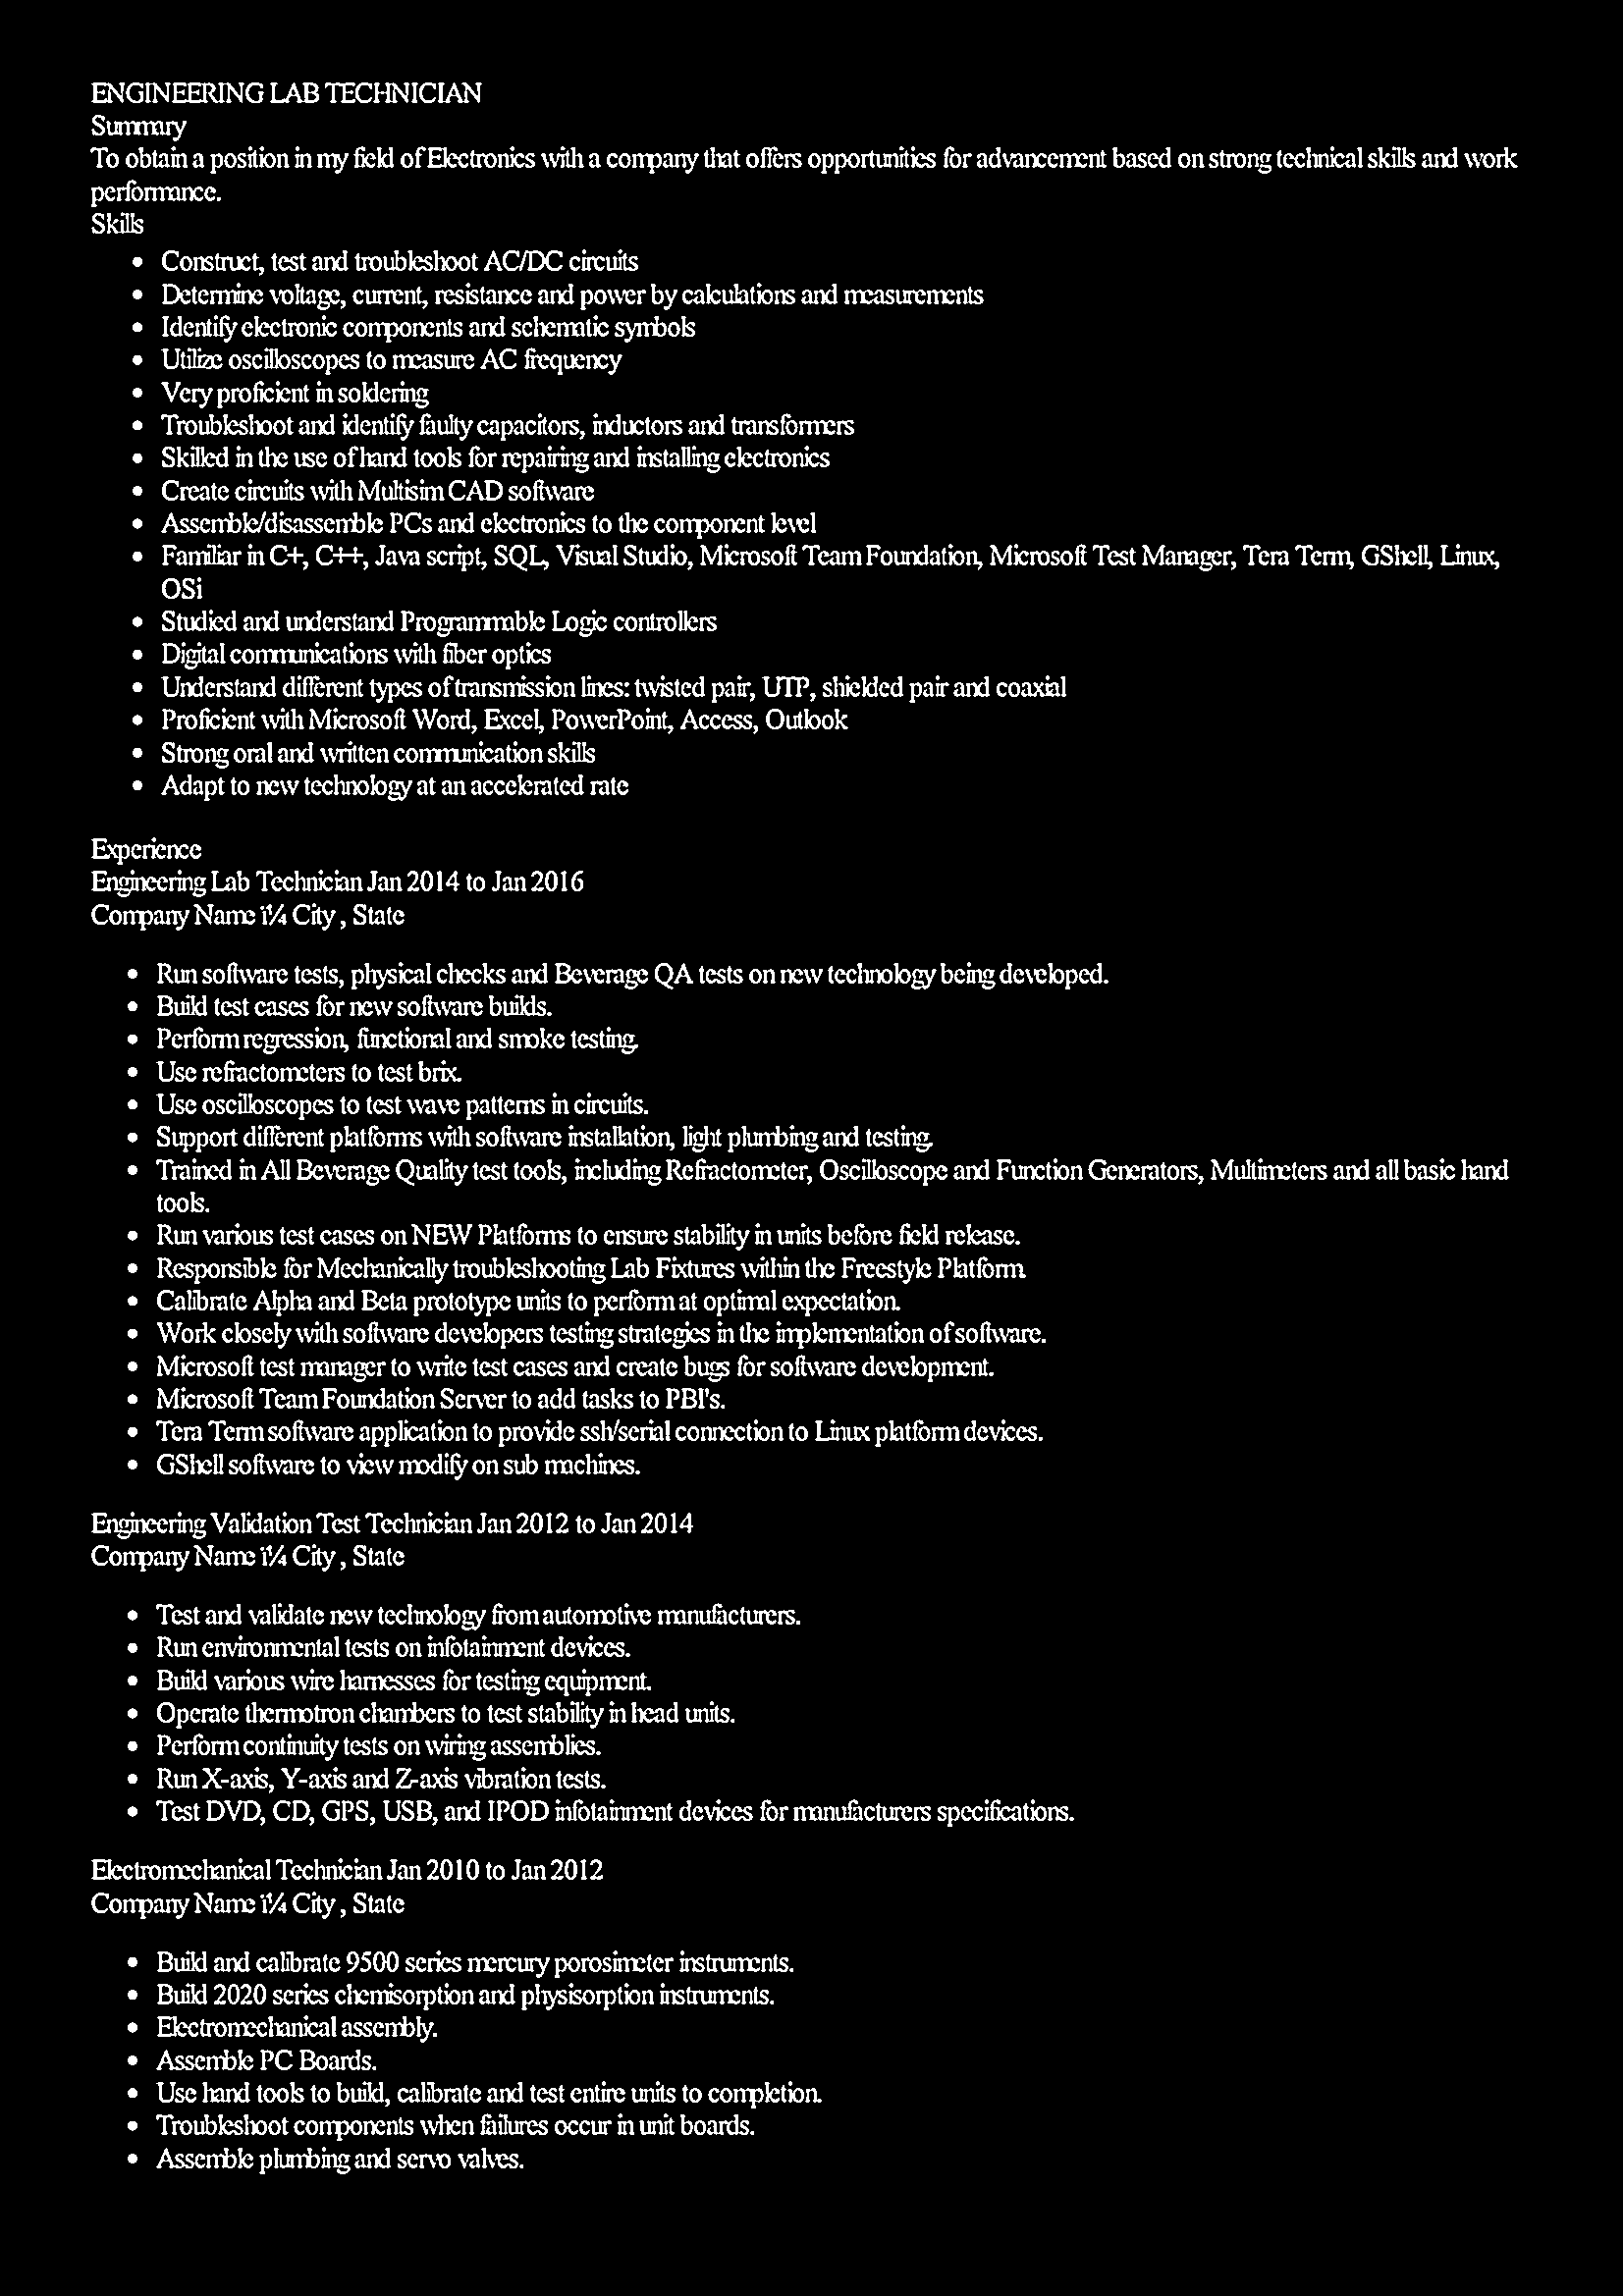 ENGINEERING LAB TECHNICIAN
Summary
To obtain a position in my field of Electronics with a company that offers opportunities for advancement based on strong technical skills and work
performance.
Skills
• Construct, test and troubleshoot AC/DC circuits
• Determine voltage, current, resistance and power by calculations and measurements
• Identify electronic components and schematic symbols
• Utilize oscilloscopes to measure AC frequency
• Very proficient in soldering
• Troubleshoot and identify faulty capacitors, inductors and transformers
• Skilled in the use of hand tools for repairing and installing electronics
• Create circuits with Multisim CAD software
• Assemble/disassemble PCs and electronics to the component level
• Familiar in C+, C++, Java script, SQL, Visual Studio, Microsoft Team Foundation, Microsoft Test Manager, Tera Term, GShell, Linux,
OSi
• Studied and understand Programmable Logic controllers
• Digital communications with fiber optics
• Understand different types of transmission lines: twisted pair, UTP, shielded pair and coaxial
• Proficient with Microsoft Word, Excel, PowerPoint, Access, Outlook
• Strong oral and written communication skills
• Adapt to new technology at an accelerated rate
Experience
Engineering Lab Technician Jan 2014 to Jan 2016
Company Name ï¼ City , State
• Run software tests, physical checks and Beverage QA tests on new technology being developed.
• Build test cases for new software builds.
• Perform regression, functional and smoke testing.
• Use refractometers to test brix.
• Use oscilloscopes to test wave patterns in circuits.
• Support different platforms with software installation, light plumbing and testing.
• Trained in All Beverage Quality test tools, including Refractometer, Oscilloscope and Function Generators, Multimeters and all basic hand
tools.
• Run various test cases on NEW Platforms to ensure stability in units before field release.
• Responsible for Mechanically troubleshooting Lab Fixtures within the Freestyle Platform.
• Calibrate Alpha and Beta prototype units to perform at optimal expectation.
• Work closely with software developers testing strategies in the implementation of software.
• Microsoft test manager to write test cases and create bugs for software development.
• Microsoft Team Foundation Server to add tasks to PBI's.
• Tera Term software application to provide ssh/serial connection to Linux platform devices.
• GShell software to view modify on sub machines.
Engineering Validation Test Technician Jan 2012 to Jan 2014
Company Name ï¼ City , State
• Test and validate new technology from automotive manufacturers.
• Run environmental tests on infotainment devices.
• Build various wire harnesses for testing equipment.
• Operate thermotron chambers to test stability in head units.
• Perform continuity tests on wiring assemblies.
• Run X-axis, Y-axis and Z-axis vibration tests.
• Test DVD, CD, GPS, USB, and IPOD infotainment devices for manufacturers specifications.
Electromechanical Technician Jan 2010 to Jan 2012
Company Name ï¼ City , State
• Build and calibrate 9500 series mercury porosimeter instruments.
• Build 2020 series chemisorption and physisorption instruments.
• Electromechanical assembly.
• Assemble PC Boards.
• Use hand tools to build, calibrate and test entire units to completion.
• Troubleshoot components when failures occur in unit boards.
• Assemble plumbing and servo valves.